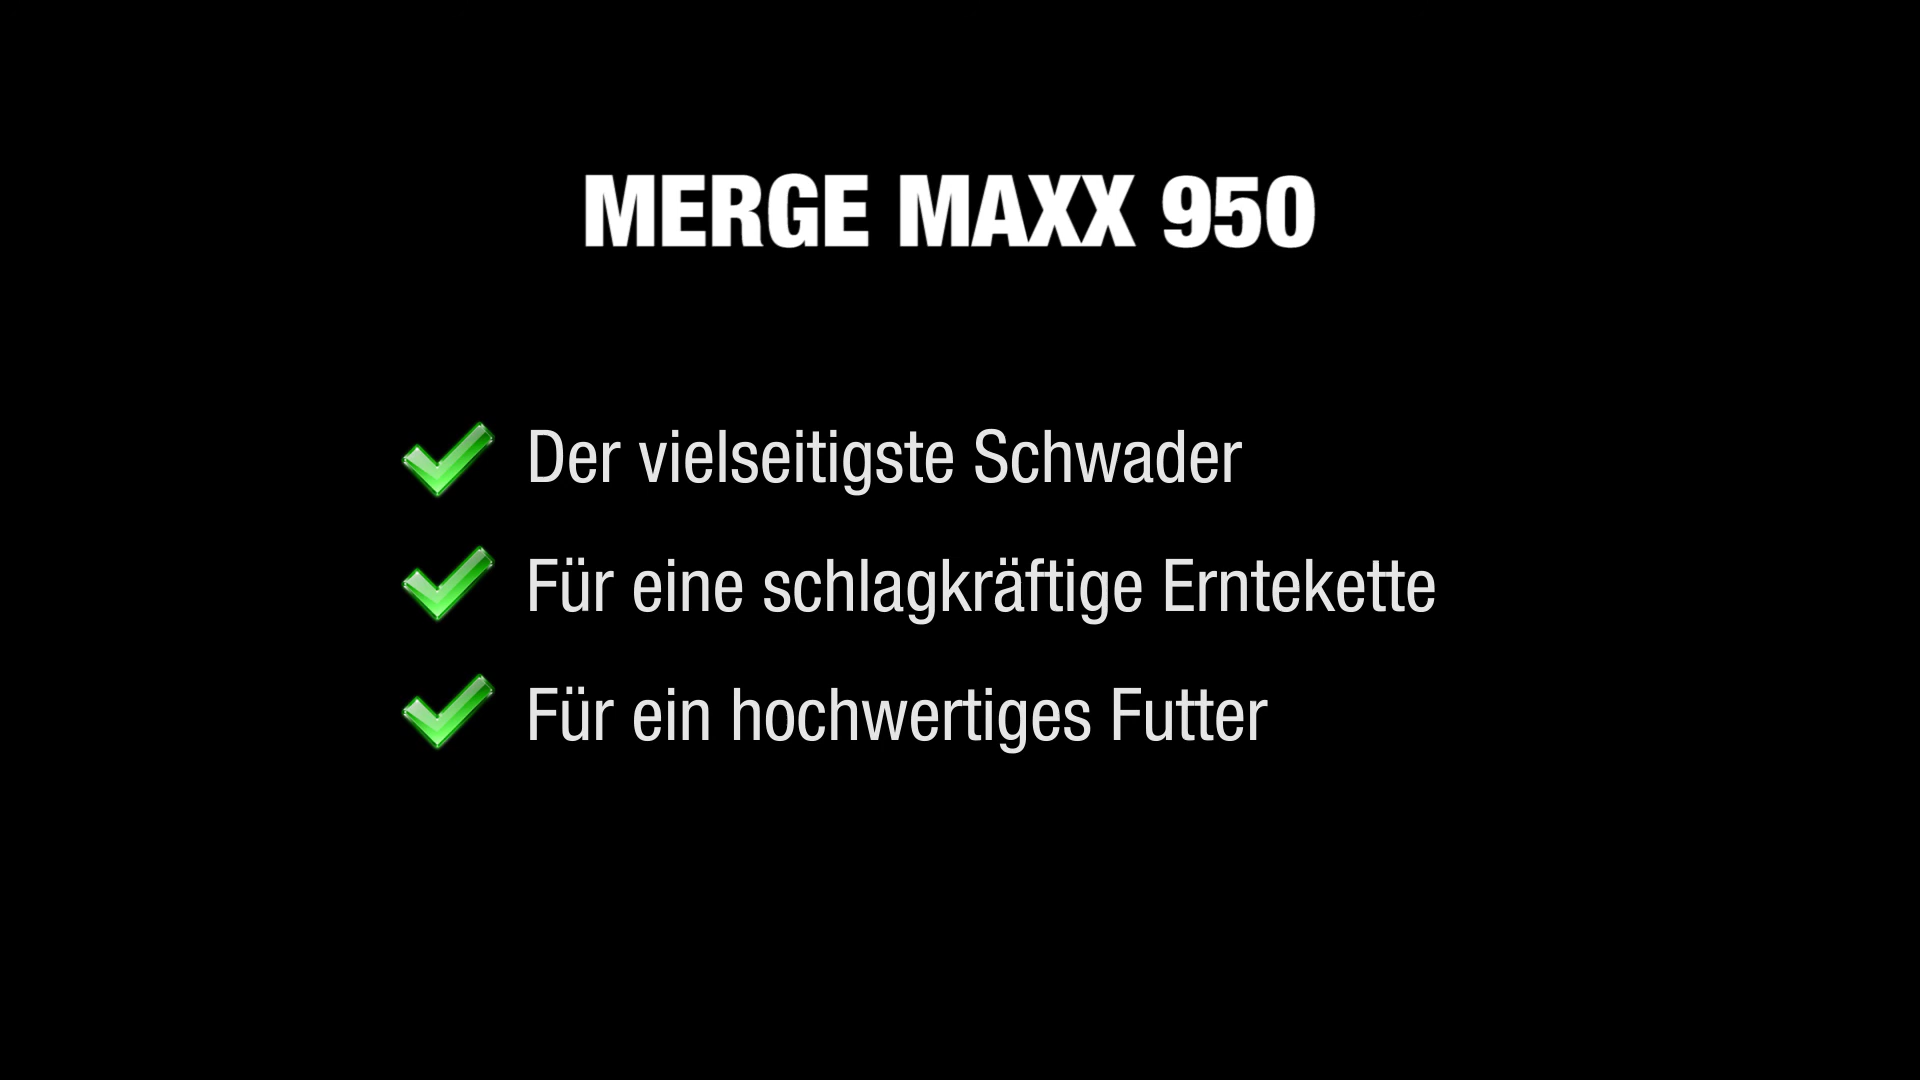 MERGE MAXX 950
Der vielseitigste Schwader
Für eine schlagkräftige Erntekette
Für ein hochwertiges Futter